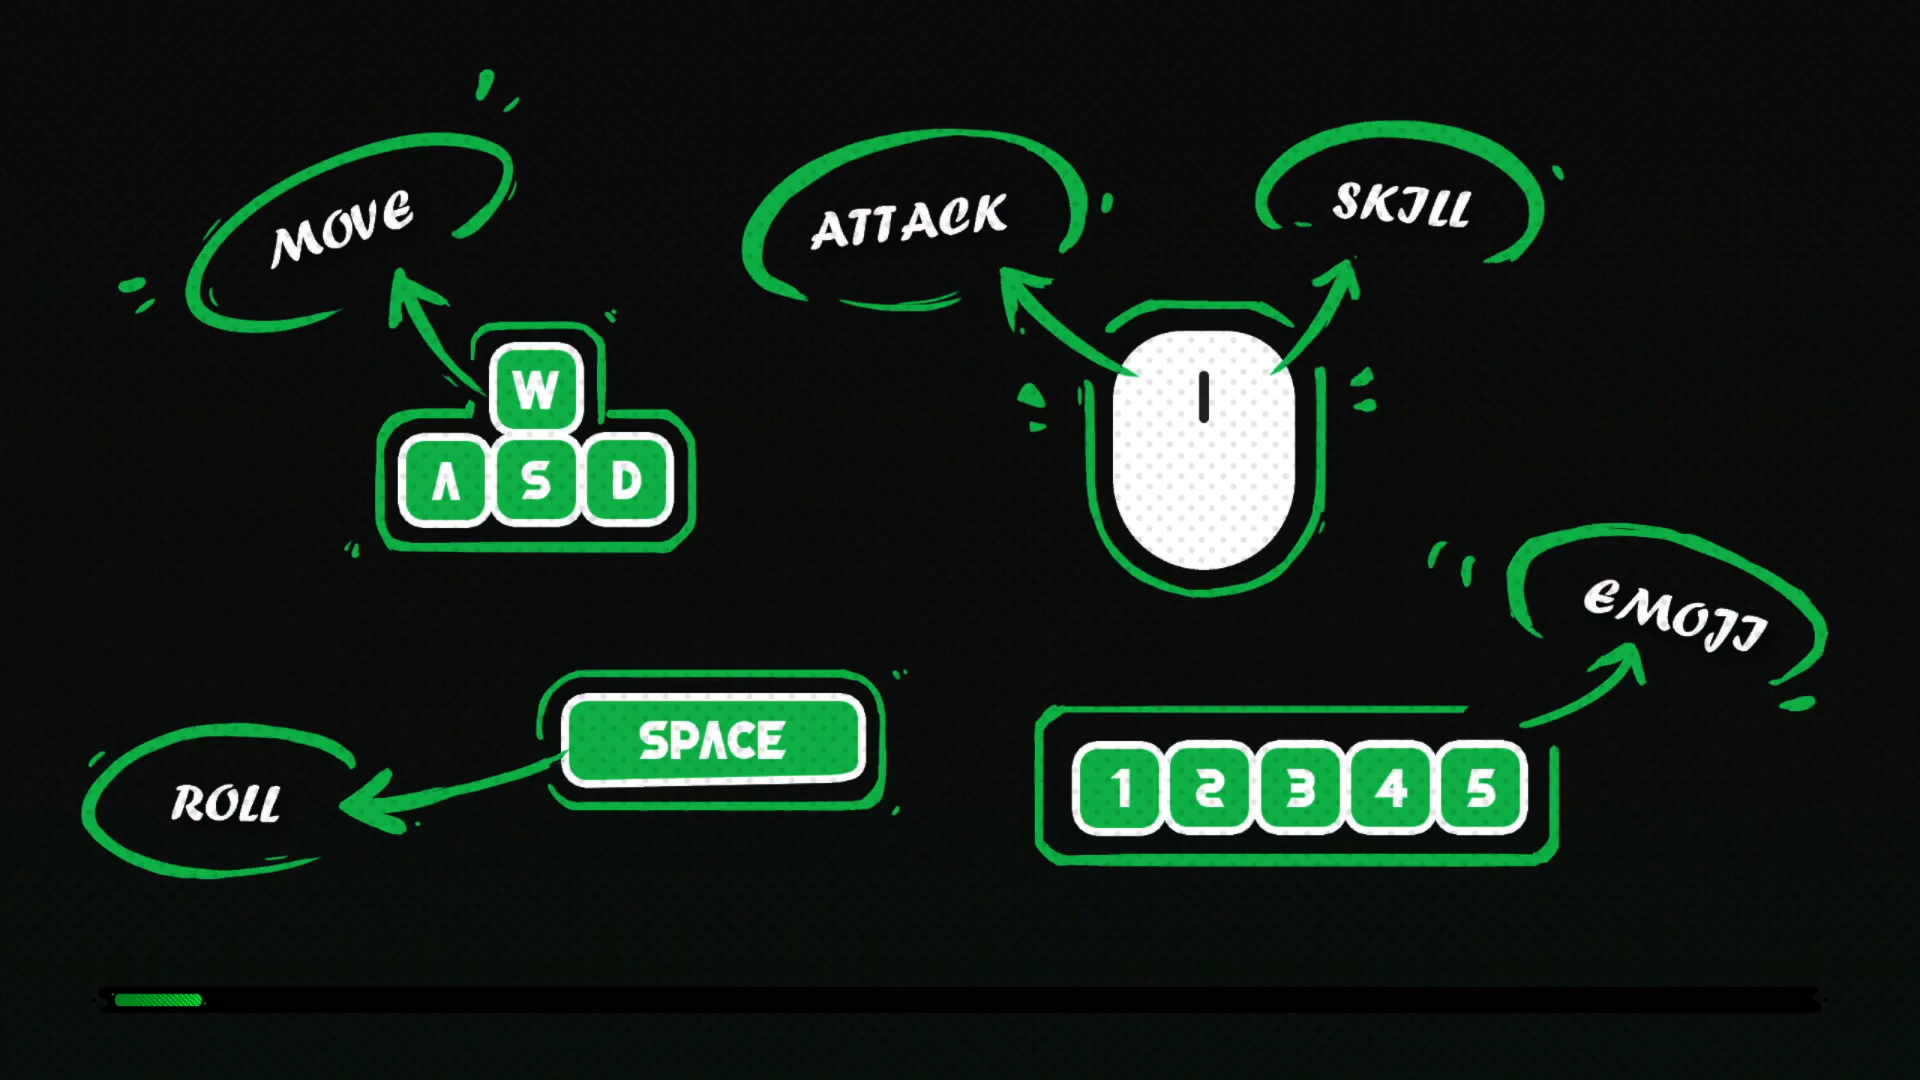 MOVE
ATTACK
SKILL
W
A S D
EMOJI
SPACE
ROLL
1 2 3 4 5